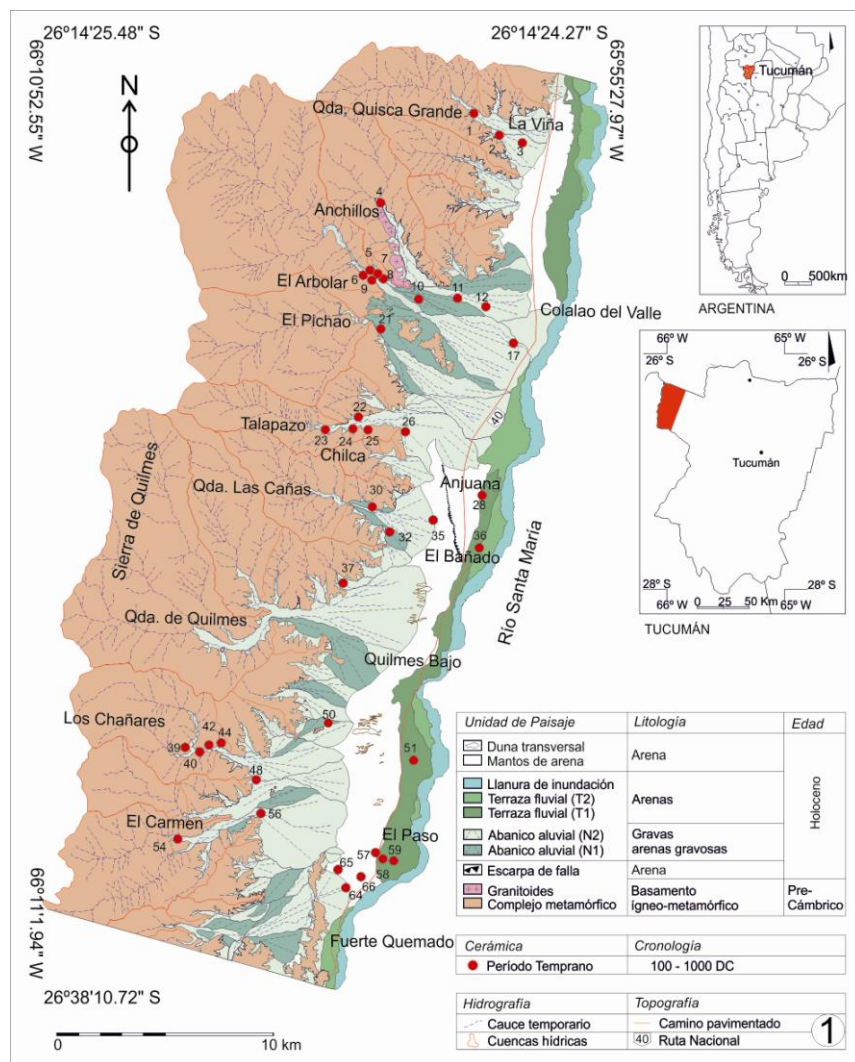 26º14'25.48" S
26º14'24.27" S
66º10'52.55" W
65º55'27.97" W
N
Qda. Quisca Grande
La Viña
1
2
3
4
Anchillos
5
7
6
8
El Arbolar
9
10
11
12
Colalao del Valle
El Pichao
21
17
40
22
Talapazo
26
23
24
25
Chilca
Qda. Las Cañas
Anjuana
28
30
35
32
36
El Bañado
37
Sierra de Quilmes
Río Santa María
Qda. de Quilmes
Quilmes Bajo
Los Chañares
50
42
44
39
40
51
48
56
El Carmen
54
El Paso
57
59
58
65
66
64
Fuerte Quemado
66º11'1.94" W
26º38'10.72" S
0
10 km
Tucumán
0
500km
ARGENTINA
66º W
65º W
26º S
26º S
Tucumán
28º S
28º S
66º W
65º W
0 25 50 Km
TUCUMÁN
Unidad de Paisaje
Litología
Edad
Duna transversal
Mantos de arena
Arena
Llanura de inundación
Terraza fluvial (T2)
Terraza fluvial (T1)
Arenas
Holoceno
Abanico aluvial (N2)
Abanico aluvial (N1)
Gravas
arenas gravosas
Escarpa de falla
Arena
Granitoides
Complejo metamórfico
Basamento
ígneo-metamórfico
Pre-
Cámbrico
Cerámica
Cronología
Período Temprano
100 - 1000 DC
Hidrografía
Topografía
Cauce temporario
Camino pavimentado
Cuencas hídricas
40 Ruta Nacional
1